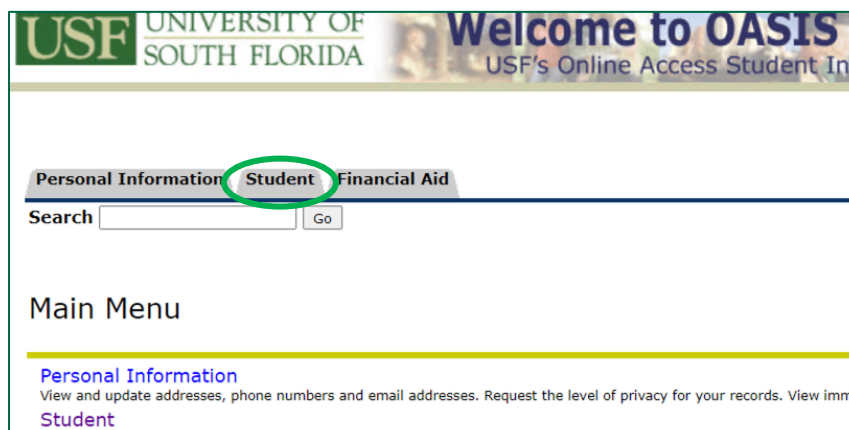 USF UNIVERSITY OF
SOUTH FLORIDA
Welcome to OASIS
USF's Online Access Student In
Personal Information Student Financial Aid
Search Go
Main Menu
Personal Information
View and update addresses, phone numbers and email addresses. Request the level of privacy for your records. View imm
Student